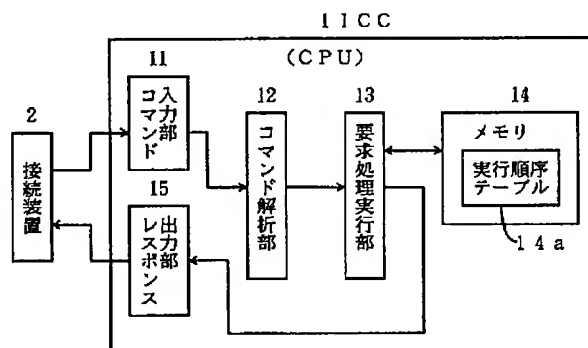 1 I C C
(C P U)
11
コマンド
入力部
12
コマンド解析部
13
要求処理実行部
14
メモリ
実行順序
テーブル
14a
2
接続装置
15
レスポンス
出力部